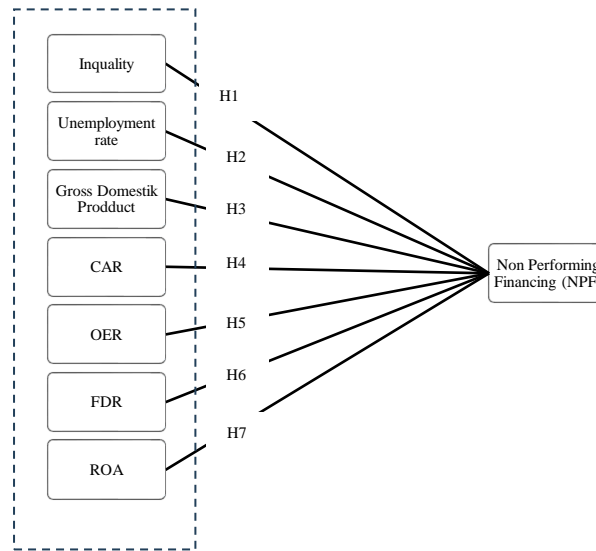 Inquality
H1
Unemployment
rate
H2
Gross Domestik
Prodduct
H3
CAR
H4
Non Performing
Financing (NPF
OER
H5
FDR
H6
ROA
H7